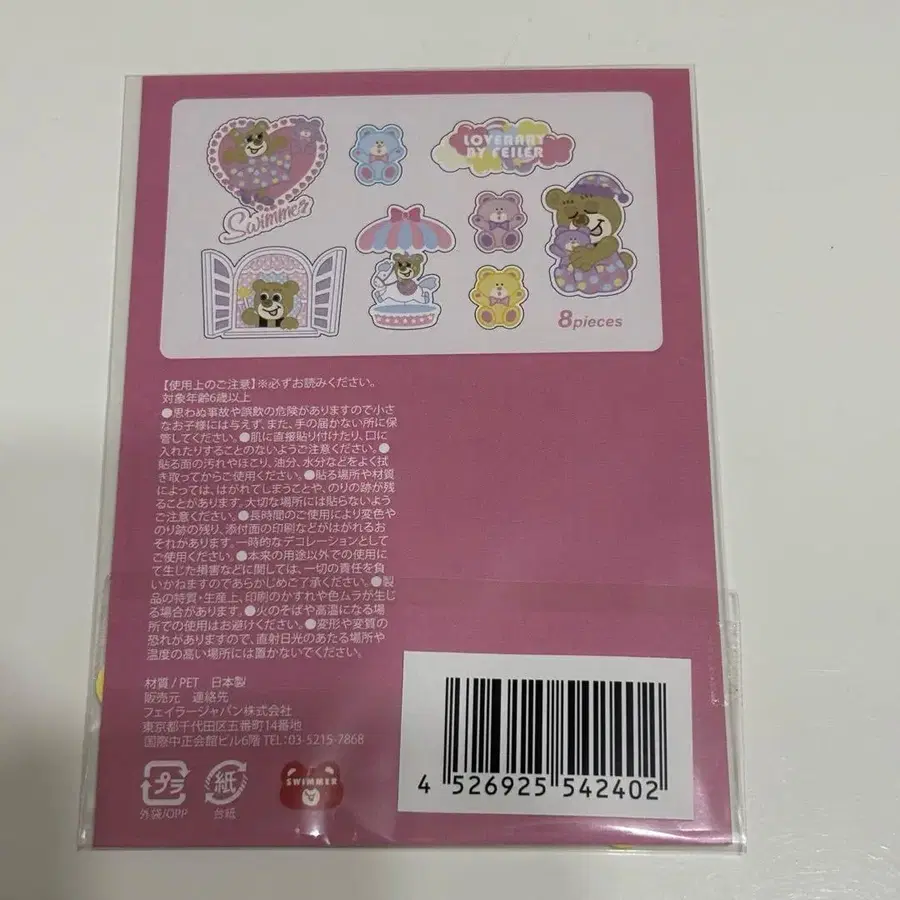 LOVERARY
BY FEILER
Swimmer
8pieces
【使用上のご注意】※必ずお読みください。
対象年齢6歳以上
●思わぬ事故や誤飲の危険がありますので小さ
なお子様には与えず、また、手の届かない所に保
管してください。●肌に直接貼り付けたり、口に
入れたりすることのないようご注意ください。●
貼る面の汚れやほこり、油分、水分などをよく拭
き取ってからご使用ください。●貼る場所や材質
によっては、はがれてしまうことや、のりの跡が残
ることがあります。大切な場所には貼らないよう
ご注意ください。●長時間のご使用により変色や
のり跡の残り、添付面の印刷などがはがれるお
それがあります。一時的なデコレーションとして
ご使用ください。●本来の用途以外での使用に
て生じた損害などに関しては、一切の責任を負
いかねますのであらかじめご了承ください。●製
品の特質・生産上、印刷のかすれや色ムラが生じ
る場合があります。●火のそばや高温になる場
所での使用はお避けください。●変形や変質の
恐れがありますので、直射日光のあたる場所や
温度の高い場所には置かないでください。
材質/PET 日本製
販売元 連絡先
フェイラージャパン株式会社
東京都千代田区五番町14番地
国際中正会館ビル6階 TEL:03-5215-7868
プラ
外袋/OPP
紙
台紙
SWIMMER
4 526925 542402